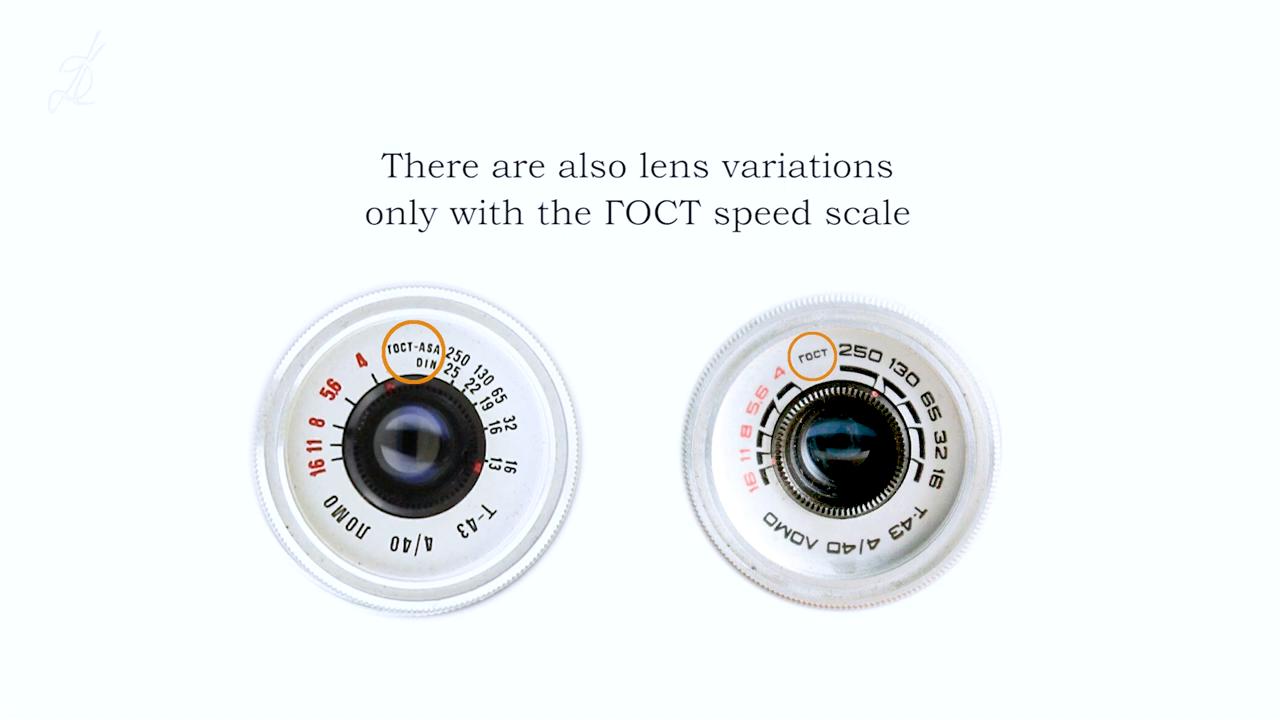 There are also lens variations
only with the ГОСТ speed scale
ГОСТ-ASA 250 130 65 32 16
DIN 25 22 19 16 13
4 5,6 8 11 16
ЛОМО 4/40 Т-43
ГОСТ 250 130 65 32 16
4 5,6 8 11 16
Т-43 4/40 ЛОМО